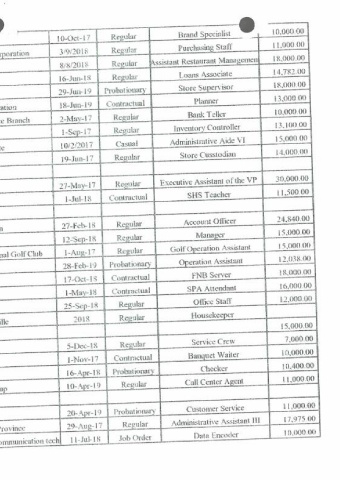 10-Oct-17 Regular Brand Specialist 10,000.00
rporation 3/9/2018 Regular Purchasing Staff 11,000.00
8/8/2018 Regular Assistant Restaurant Managemen 18,000.00
16-Jun-18 Regular Loans Associate 14,782.00
29-Jun-19 Probationary Store Supervisor 18,000.00
ation 18-Jun-19 Contractual Planner 13,000.00
e Branch 2-May-17 Regular Bank Teller 10,000.00
1-Sep-17 Regular Inventory Controller 13,100.00
te 10/2/2017 Casual Administrative Aide VI 15,000.00
19-Jun-17 Regular Store Custodian 14,000.00
27-May-17 Regular Executive Assistant of the VP 30,000.00
1-Jul-18 Contractual SHS Teacher 11,500.00
27-Feb-18 Regular Account Officer 24,840.00
12-Sep-18 Regular Manager 15,000.00
nal Golf Club 1-Aug-17 Regular Golf Operation Assistant 15,000.00
28-Feb-19 Probationary Operation Assistant 12,038.00
17-Oct-18 Contractual FNB Server 18,000.00
1-May-18 Contractual SPA Attendant 16,000.00
25-Sep-18 Regular Office Staff 12,000.00
ille 2018 Regular Housekeeper
15,000.00
5-Dec-18 Regular Service Crew 7,000.00
1-Nov-17 Contractual Banquet Waiter 10,000.00
16-Apr-18 Probationary Checker 10,400.00
up 10-Apr-19 Regular Call Center Agent 11,000.00
20-Apr-19 Probationary Customer Service 11,000.00
Province 29-Aug-17 Regular Administrative Assistant III 17,975.00
ommunication tech 11-Jul-18 Job Order Data Encoder 10,000.00